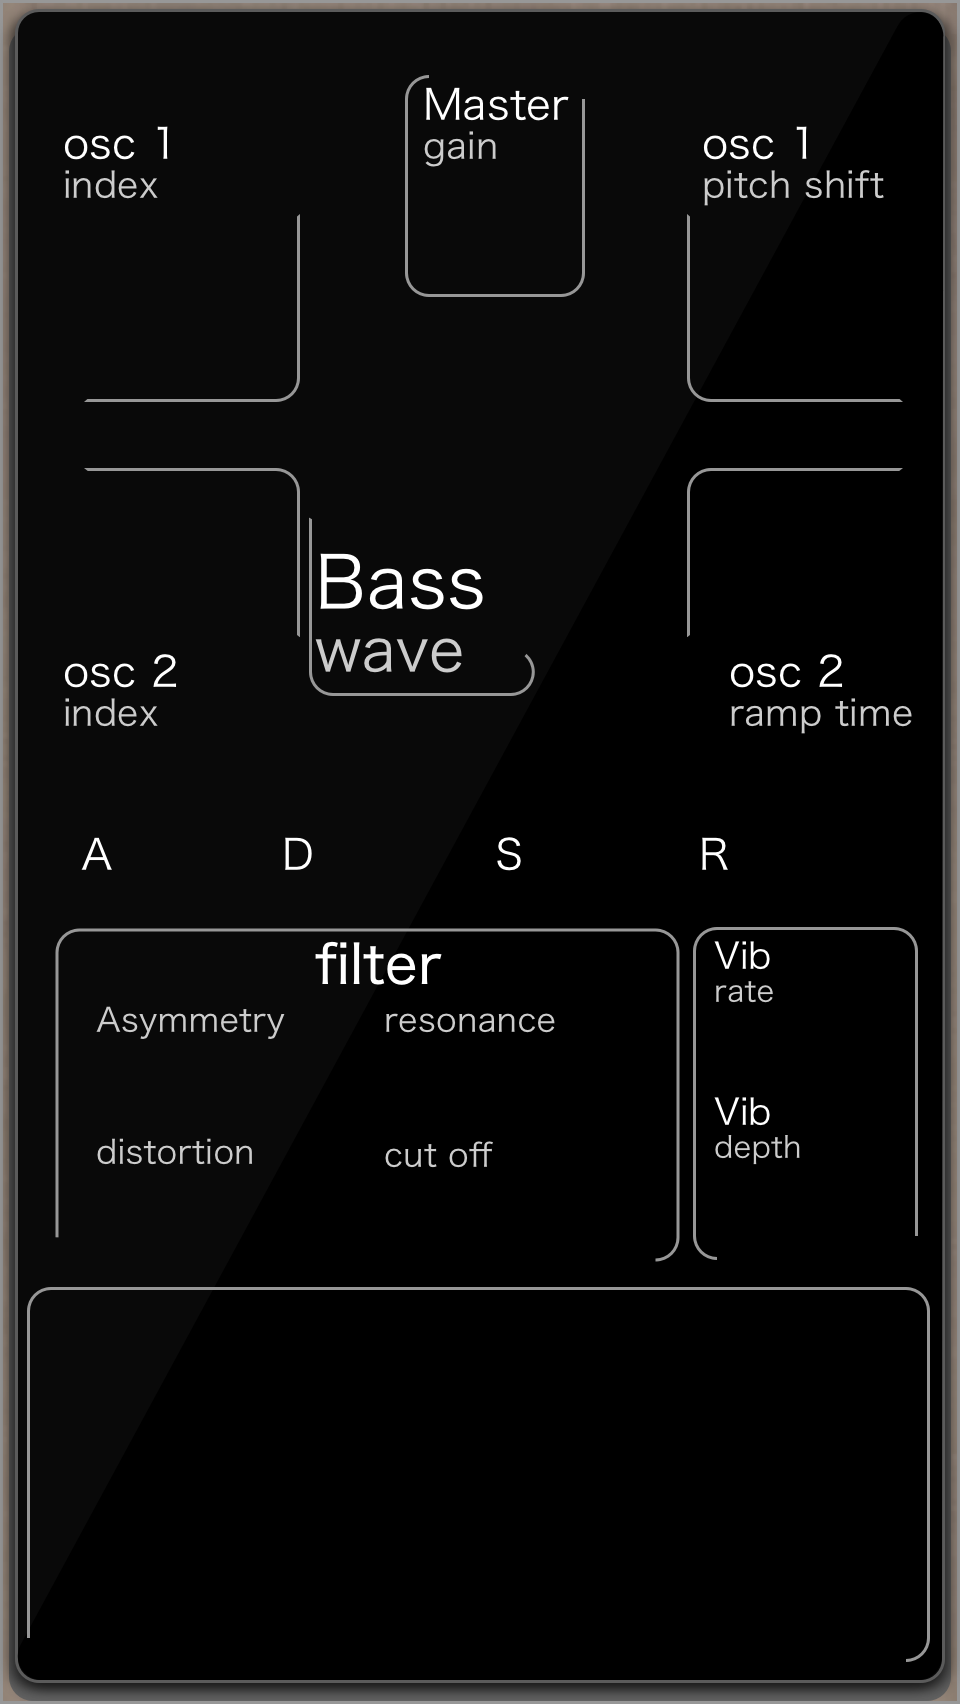 Master
gain
osc 1
index
osc 1
pitch shift
Bass
wave
osc 2
index
osc 2
ramp time
A D S R
filter
Asymmetry
resonance
distortion
cut off
Vib
rate
Vib
depth